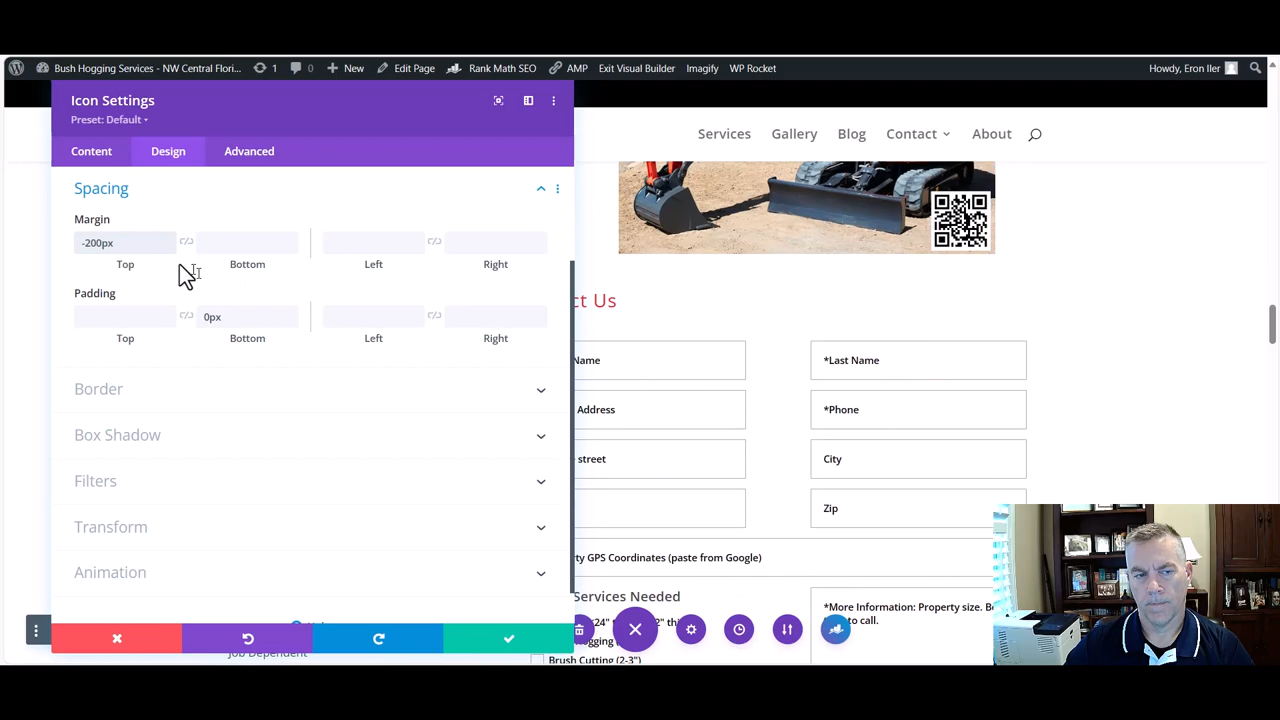 Bush Hogging Services - NW Central Flori... 1 0 New Edit Page Rank Math SEO AMP Exit Visual Builder Imagify WP Rocket Howdy, Eron Iler
Icon Settings
Preset: Default
Content Design Advanced
Services Gallery Blog Contact About
Spacing
Margin
-200px
Top Bottom Left Right
Padding
0px
Top Bottom Left Right
Border
Box Shadow
Filters
Transform
Animation
ct Us
Name *Last Name
Address *Phone
street City
Zip
ty GPS Coordinates (paste from Google)
Services Needed
*More Information: Property size. Be
to call.
Brush Cutting (2-3")
Job Dependent